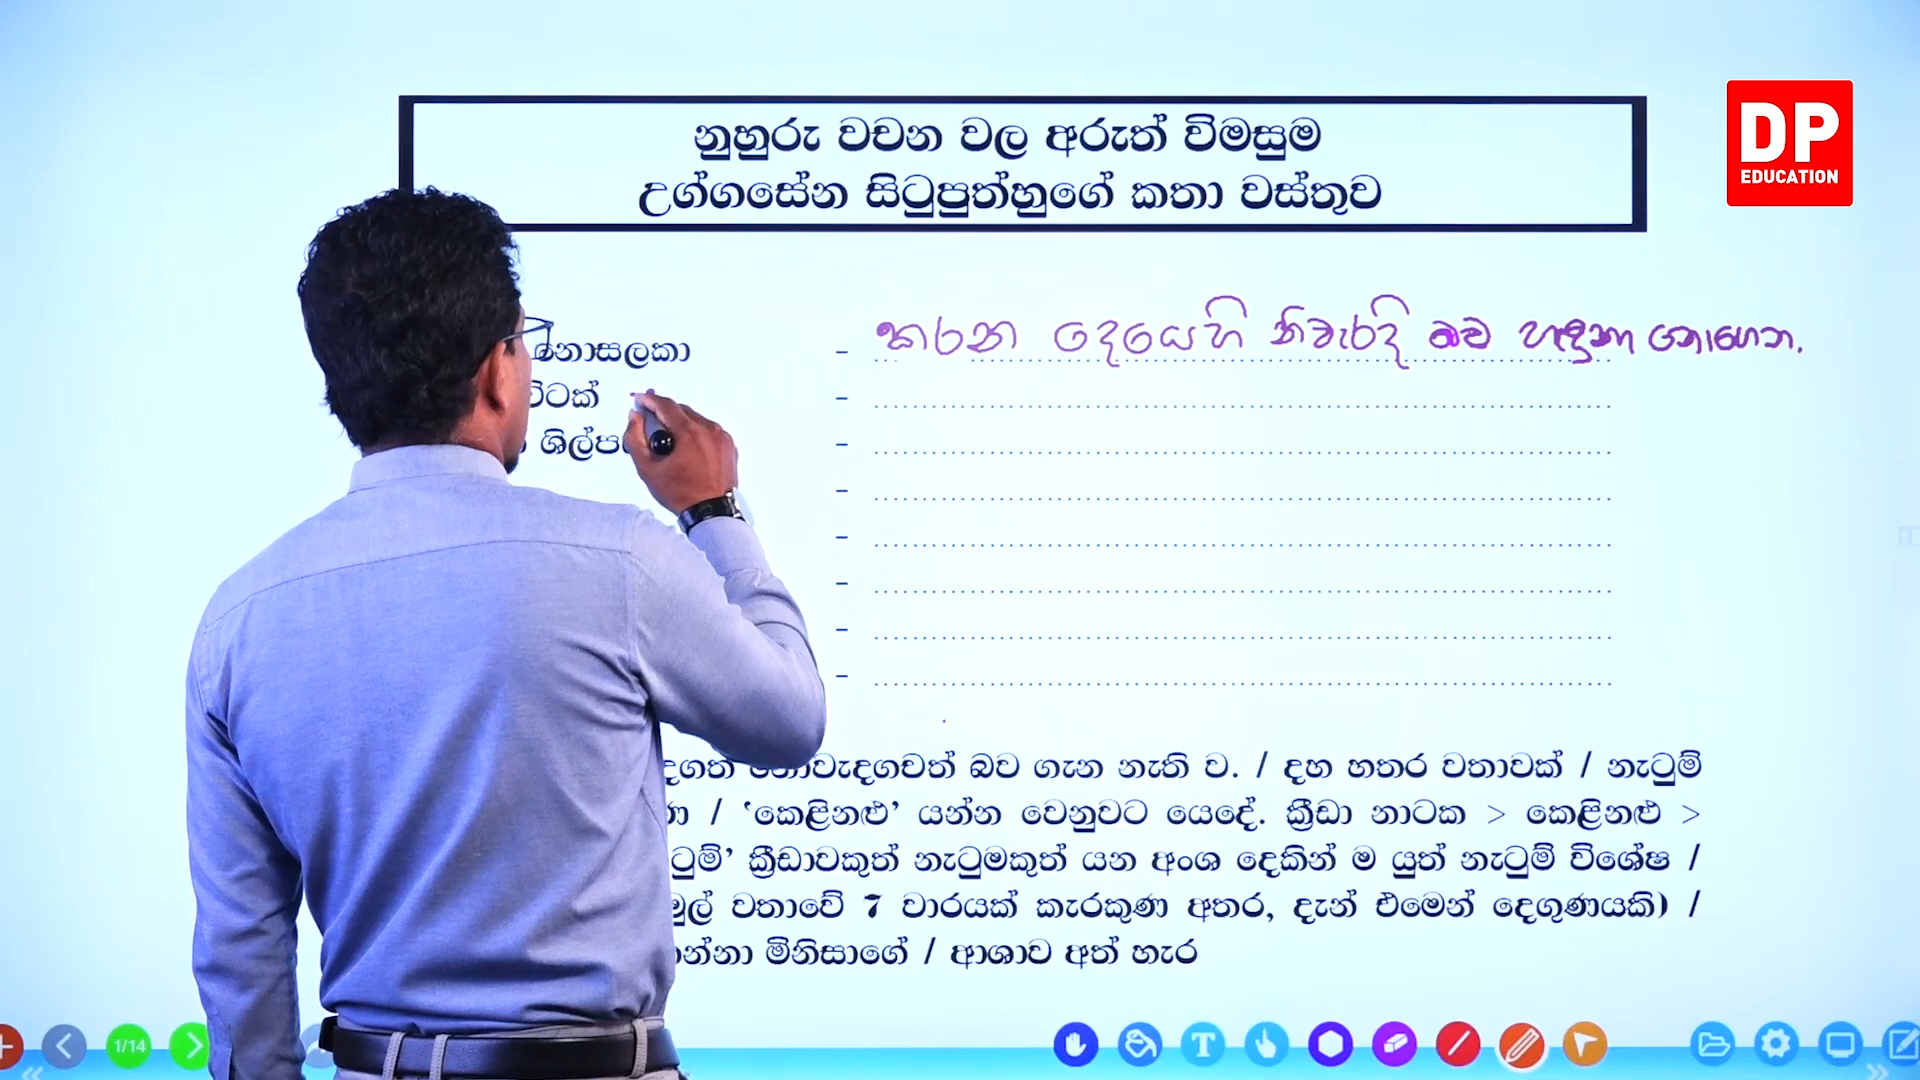 නුහුරු වචන වල අරුත් විමසුම
උග්ගසේන සිටුපුත්හුගේ කතා වස්තුව
DP
EDUCATION
නොසලකා - කරන දෙයෙහි නිවැරදි බව හඳුනා නොගෙන.
විටක් -
ශිල්ප -
-
-
-
-
-
නොවැදගත් බව ගැන නැති ව. / දහ හතර වතාවක් / නැටුම්
/ ‛කෙළිනළු’ යන්න වෙනුවට යෙදේ. ක්‍රීඩා නාටක > කෙළිනළු >
ක්‍රීඩාවකුත් නැටුමකුත් යන අංශ දෙකින් ම යුත් නැටුම් විශේෂ /
මුල් වතාවේ 7 වාරයක් කැරකුණ අතර, දැන් එමෙන් දෙගුණයකි) /
මිනිසාගේ / ආශාව අත් හැර
1/14